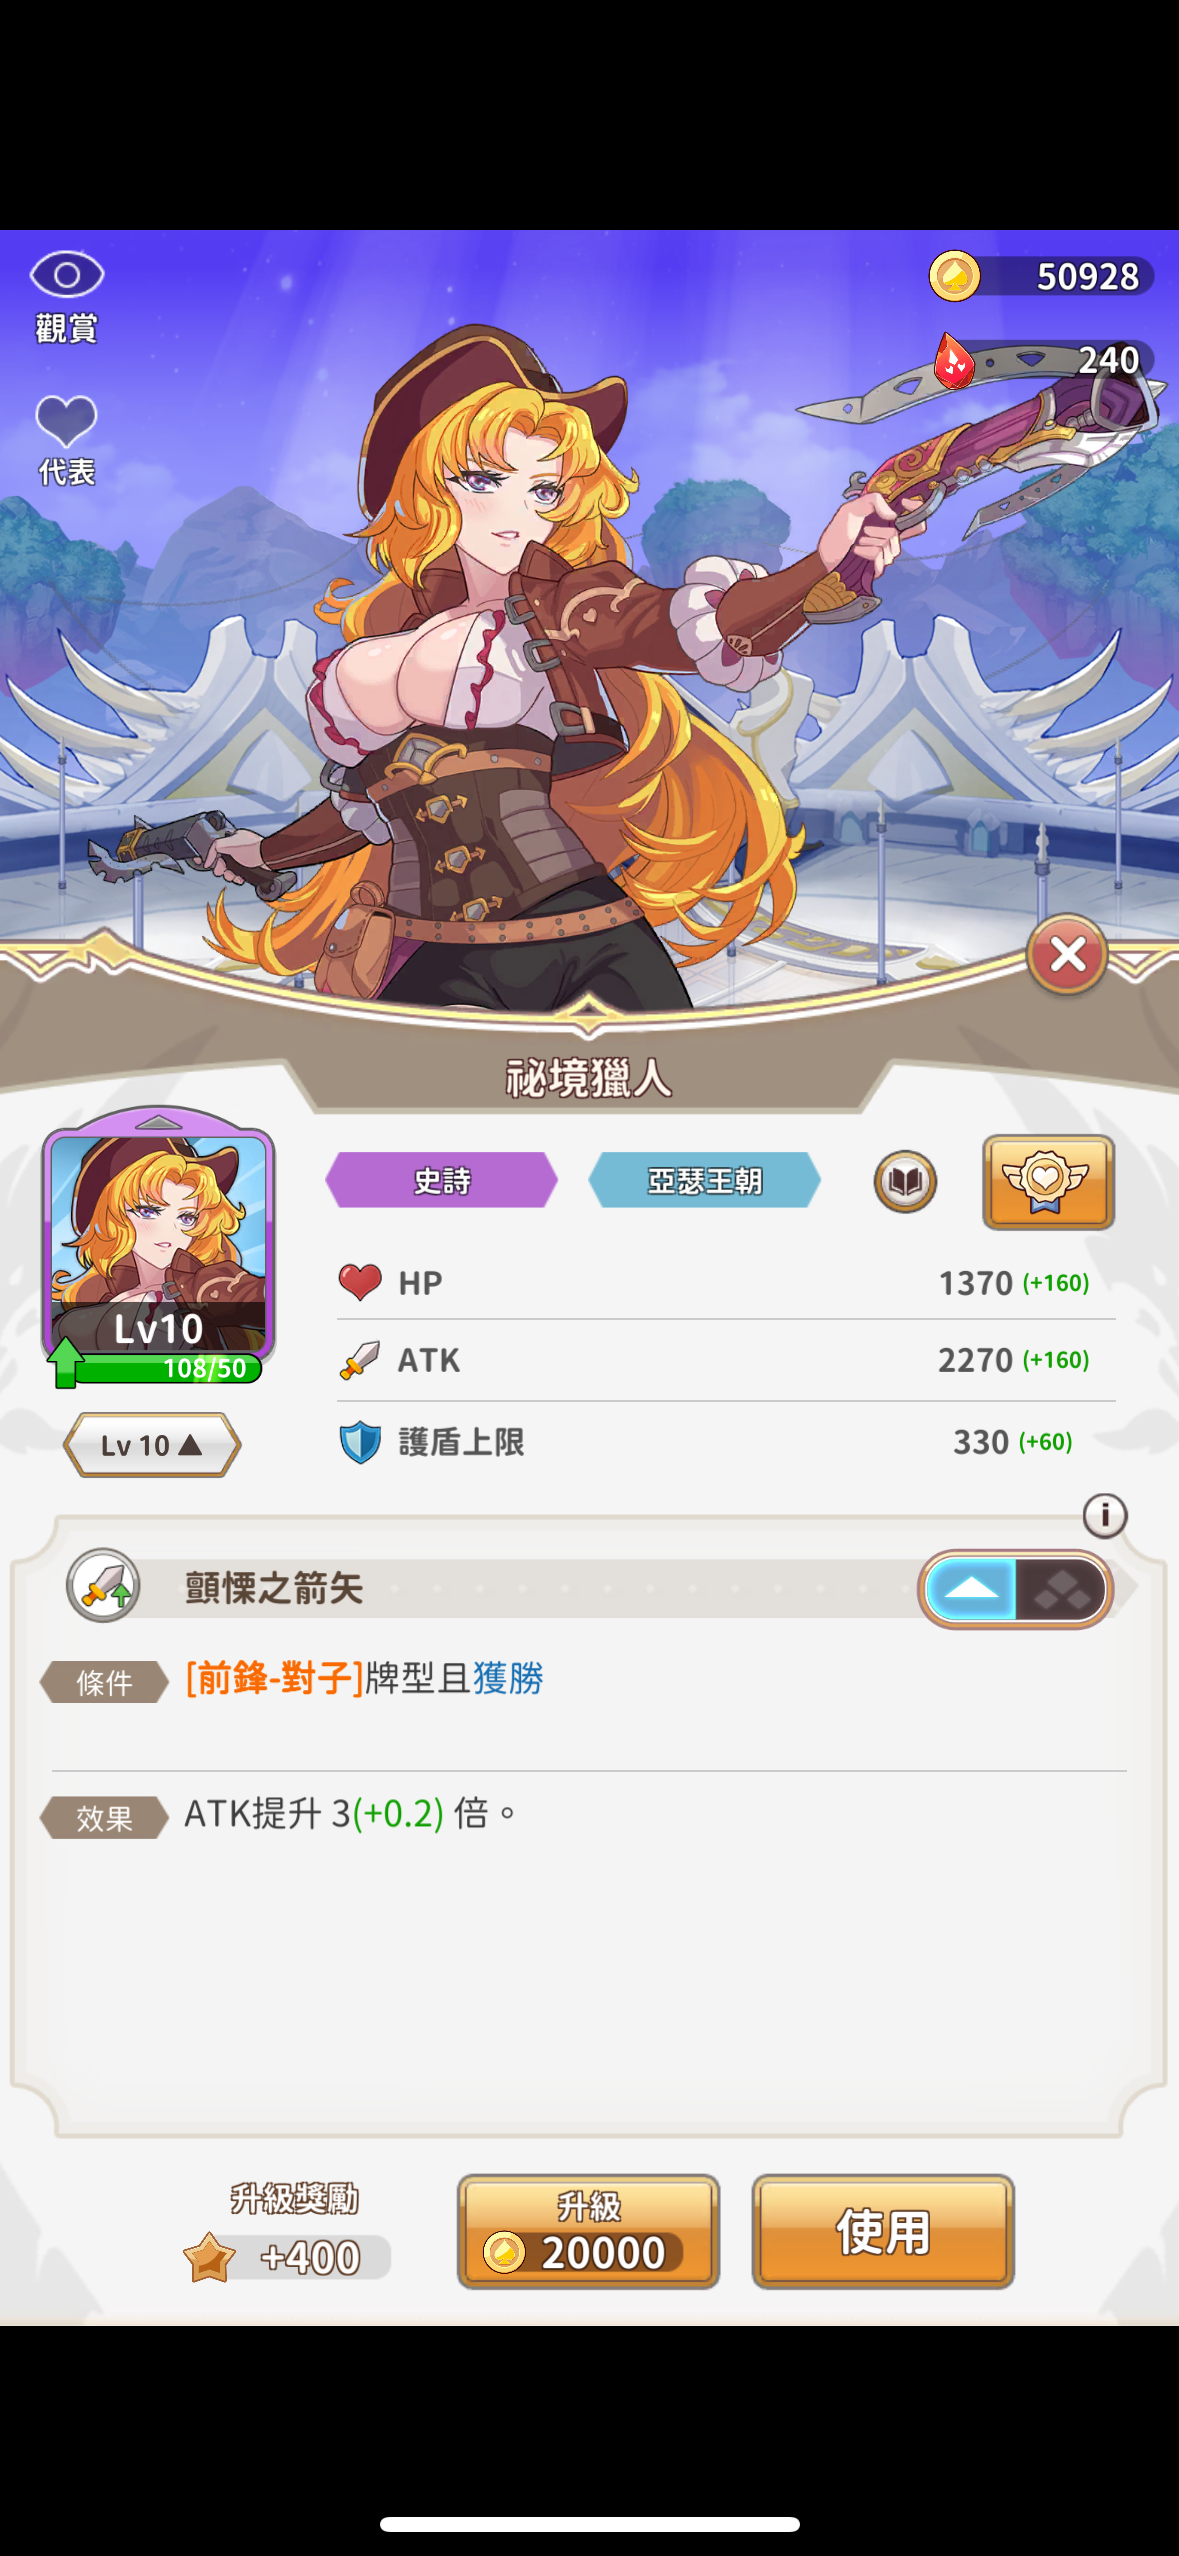 觀賞
50928
240
代表
祕境獵人
史詩
亞瑟王朝
Lv10
108/50
Lv 10 ▲
HP
1370 (+160)
ATK
2270 (+160)
護盾上限
330 (+60)
i
顫慄之箭矢
條件
[前鋒-對子]牌型且獲勝
效果
ATK提升 3(+0.2) 倍。
升級獎勵
+400
升級
20000
使用